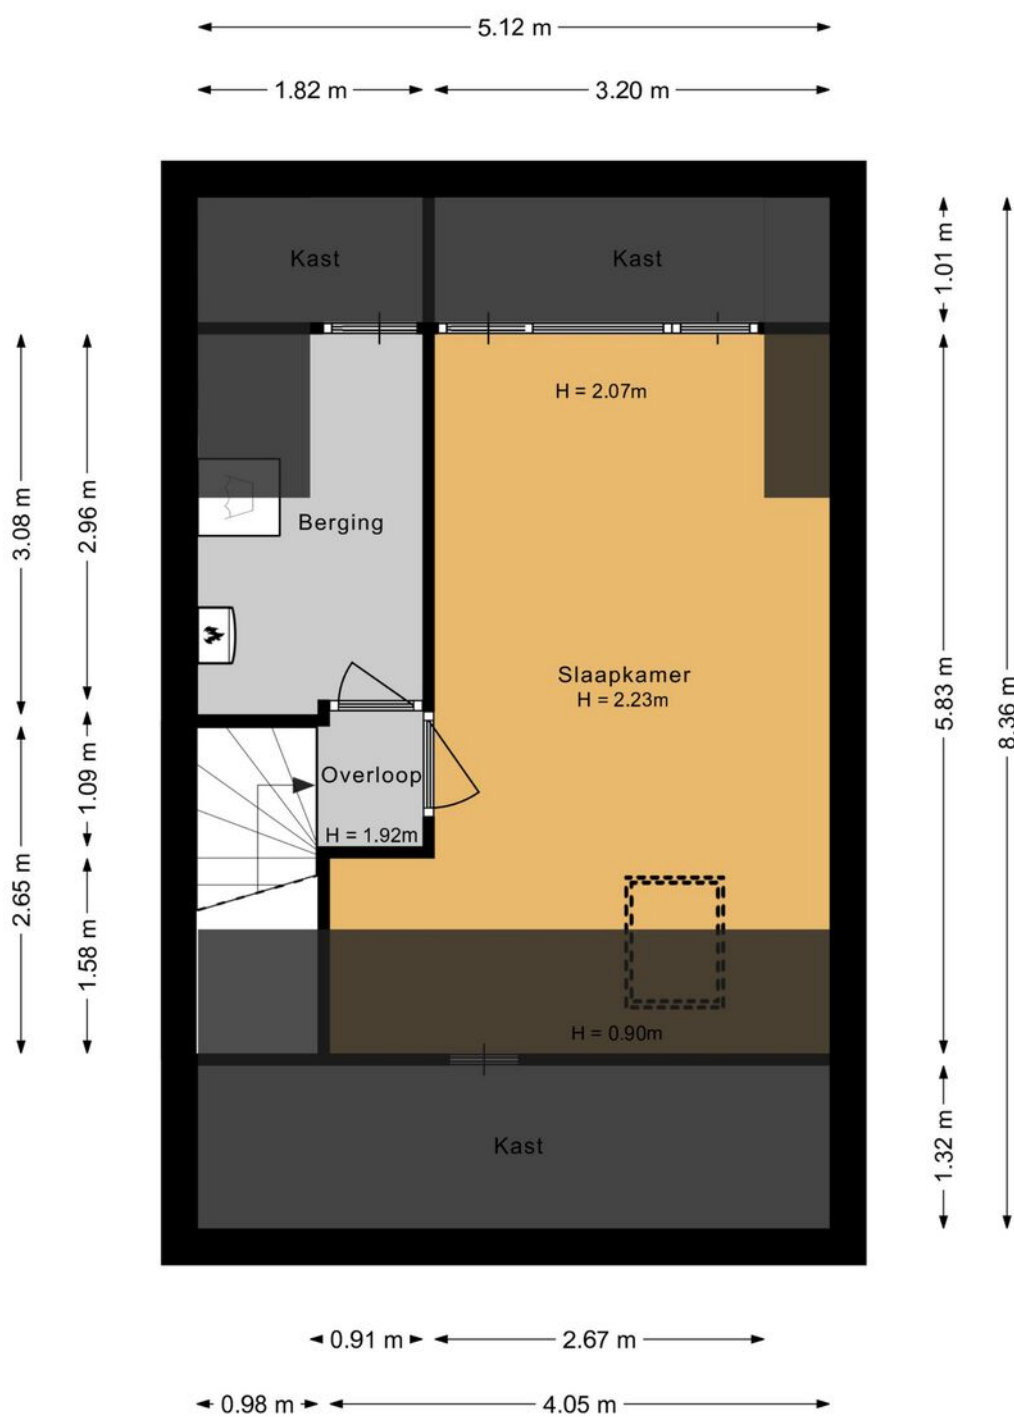 5.12 m
1.82 m
3.20 m
Kast
Kast
1.01 m
H = 2.07m
3.08 m
2.96 m
Berging
Slaapkamer
H = 2.23m
5.83 m
8.36 m
Overloop
H = 1.92m
1.09 m
2.65 m
1.58 m
H = 0.90m
Kast
1.32 m
0.91 m
2.67 m
0.98 m
4.05 m